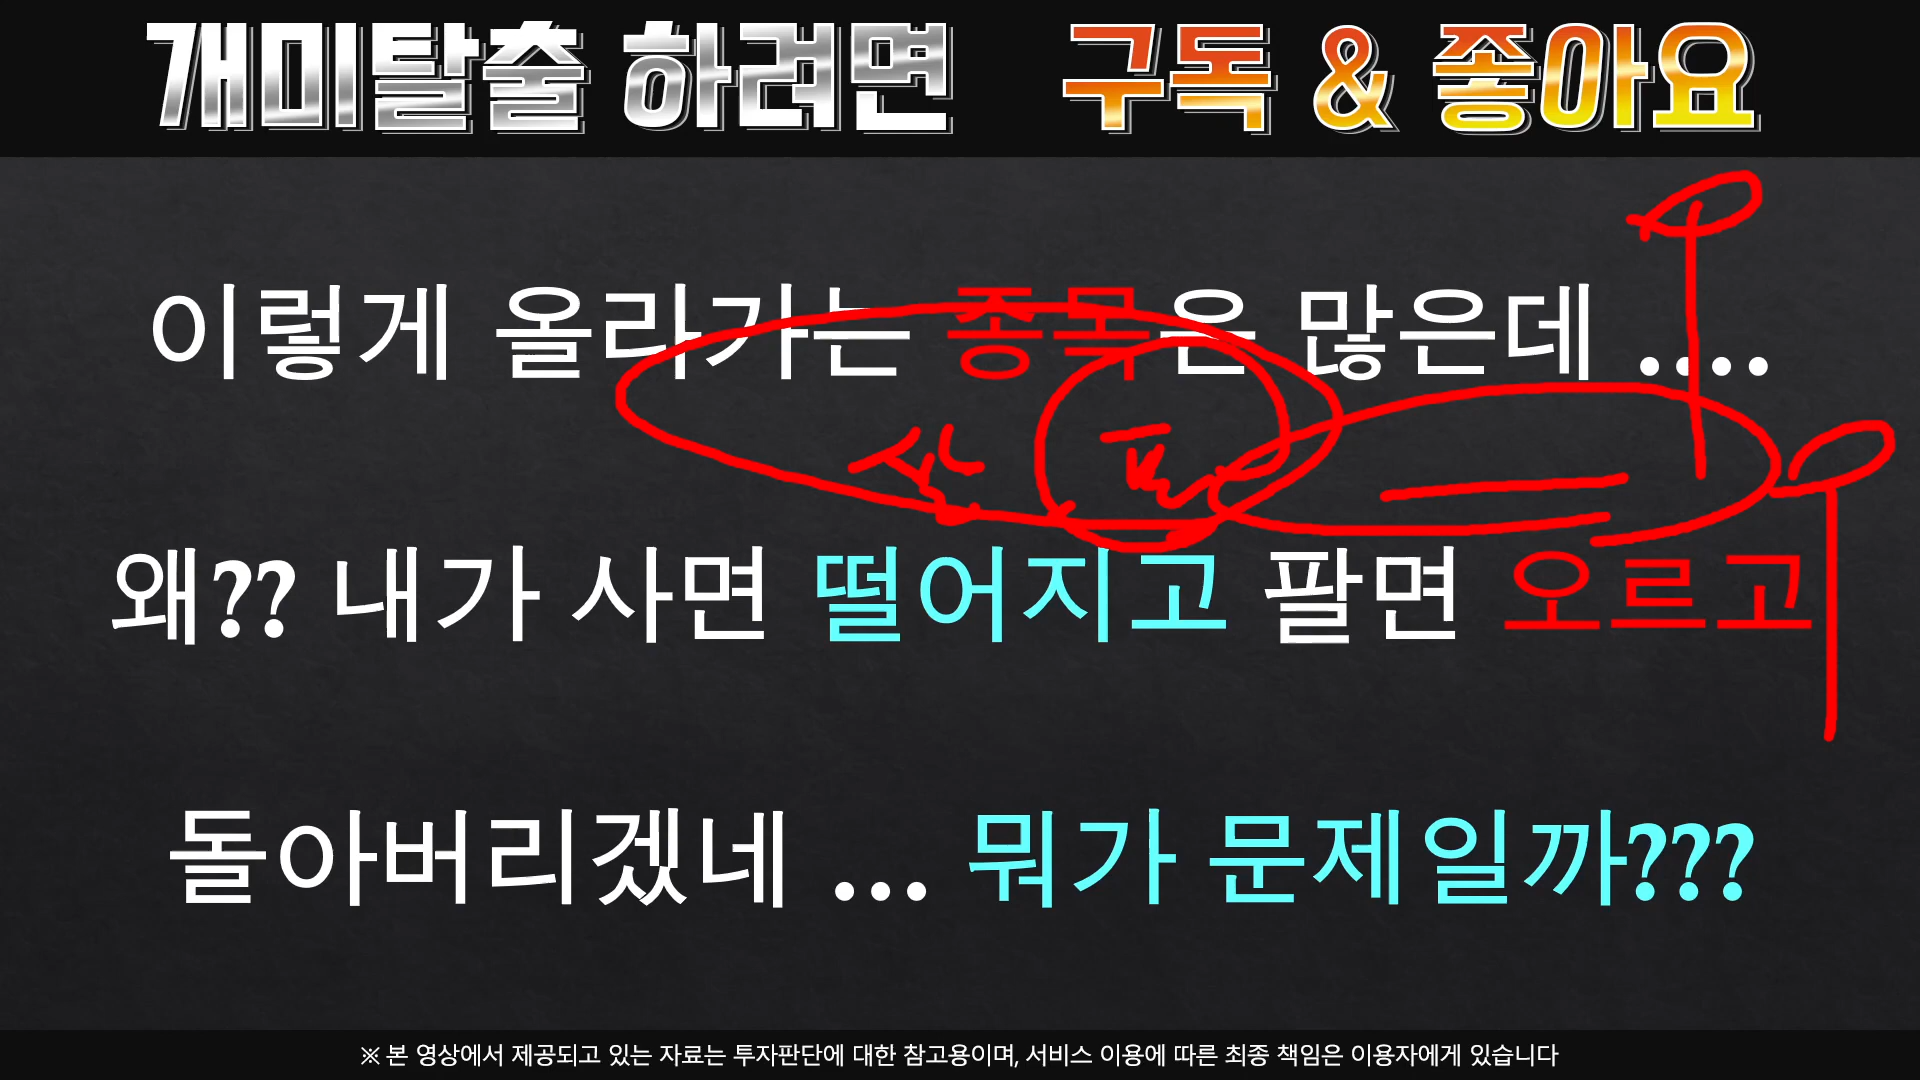 개미탈출 하려면 구독 & 좋아요
이렇게 올라가는 종목은 많은데 ....
왜?? 내가 사면 떨어지고 팔면 오르고
돌아버리겠네 ... 뭐가 문제일까???
※ 본 영상에서 제공되고 있는 자료는 투자판단에 대한 참고용이며, 서비스 이용에 따른 최종 책임은 이용자에게 있습니다